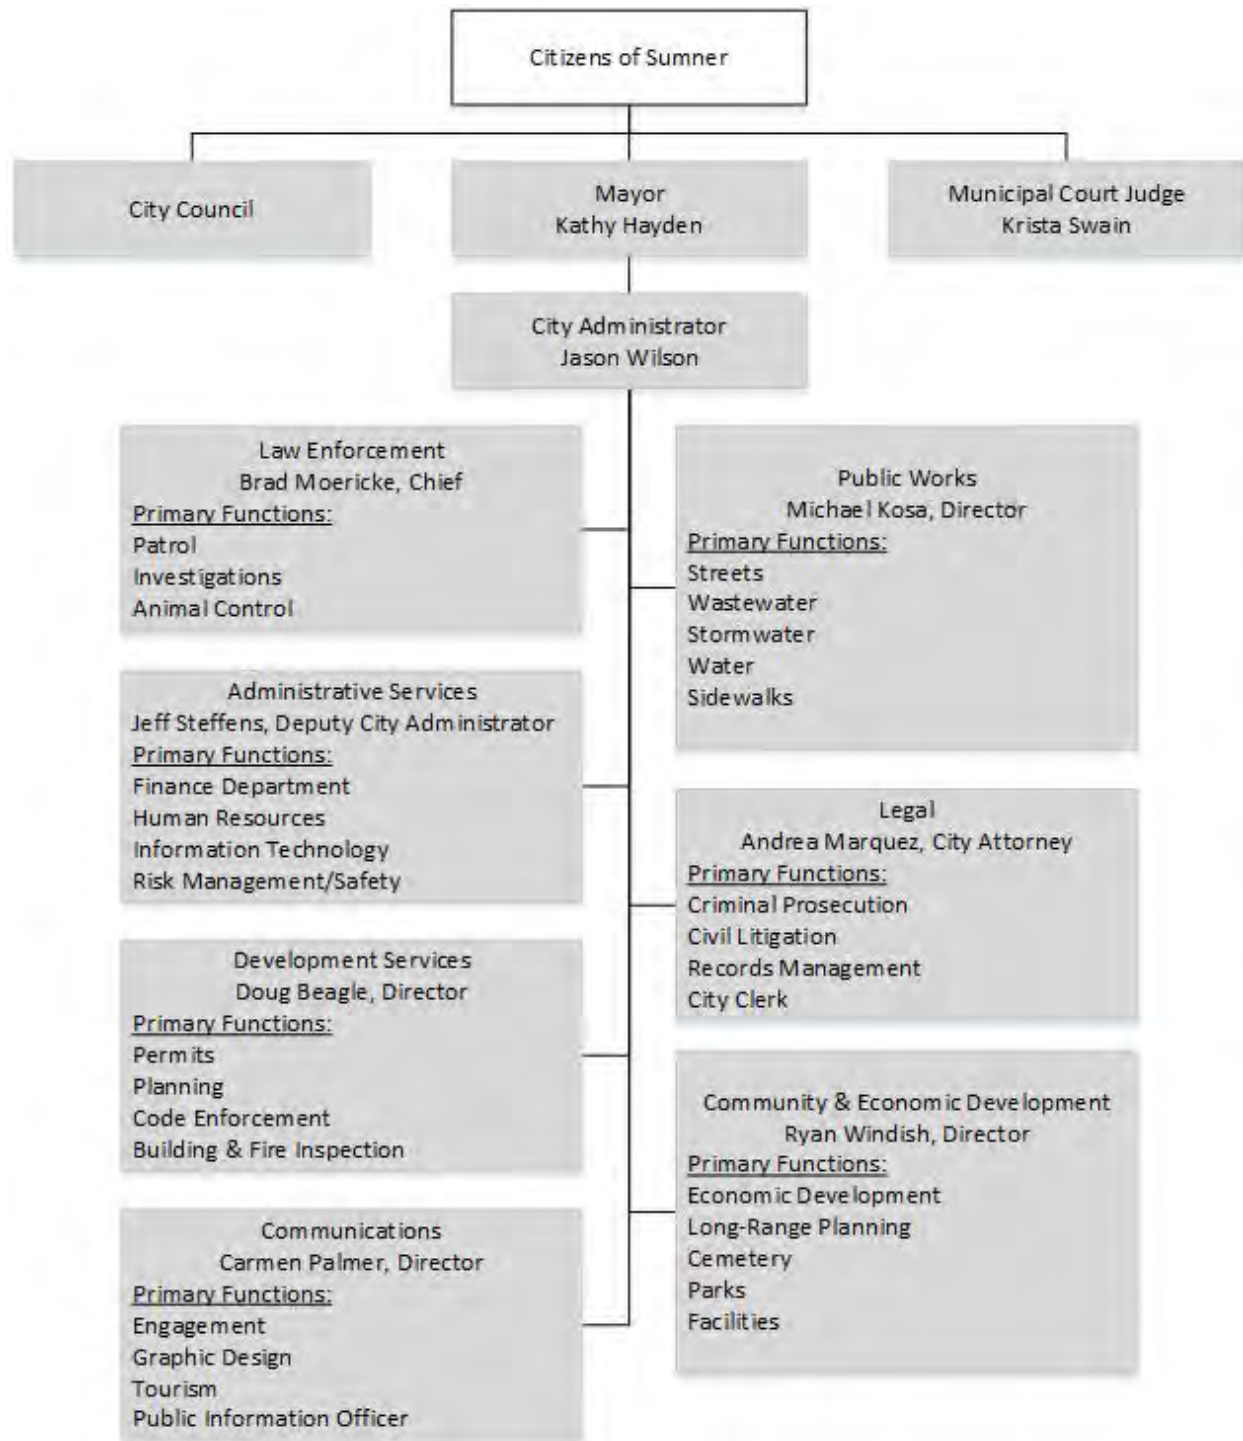 Citizens of Sumner
City Council
Mayor
Kathy Hayden
Municipal Court Judge
Krista Swain
City Administrator
Jason Wilson
Law Enforcement
Brad Moericke, Chief
Primary Functions:
Patrol
Investigations
Animal Control
Public Works
Michael Kosa, Director
Primary Functions:
Streets
Wastewater
Stormwater
Water
Sidewalks
Administrative Services
Jeff Steffens, Deputy City Administrator
Primary Functions:
Finance Department
Human Resources
Information Technology
Risk Management/Safety
Legal
Andrea Marquez, City Attorney
Primary Functions:
Criminal Prosecution
Civil Litigation
Records Management
City Clerk
Development Services
Doug Beagle, Director
Primary Functions:
Permits
Planning
Code Enforcement
Building & Fire Inspection
Community & Economic Development
Ryan Windish, Director
Primary Functions:
Economic Development
Long-Range Planning
Cemetery
Parks
Facilities
Communications
Carmen Palmer, Director
Primary Functions:
Engagement
Graphic Design
Tourism
Public Information Officer